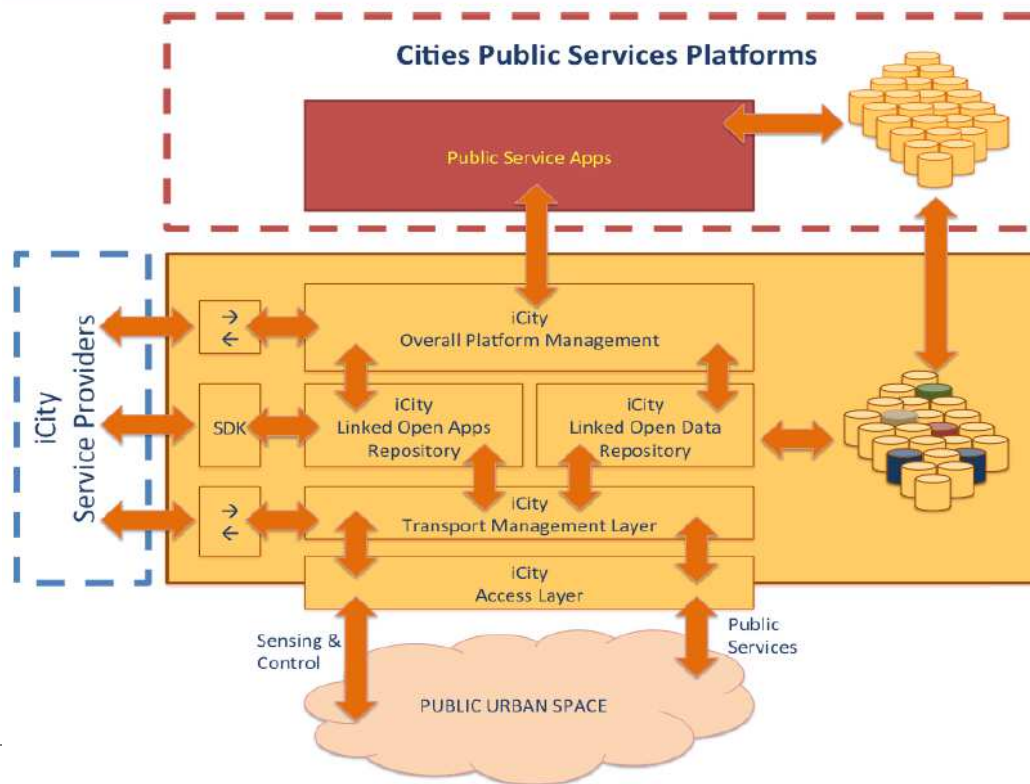 Cities Public Services Platforms
Public Service Apps
iCity
Service Providers
→
←
iCity
Overall Platform Management
SDK
iCity
Linked Open Apps
Repository
iCity
Linked Open Data
Repository
→
←
iCity
Transport Management Layer
iCity
Access Layer
Sensing &
Control
Public
Services
PUBLIC URBAN SPACE